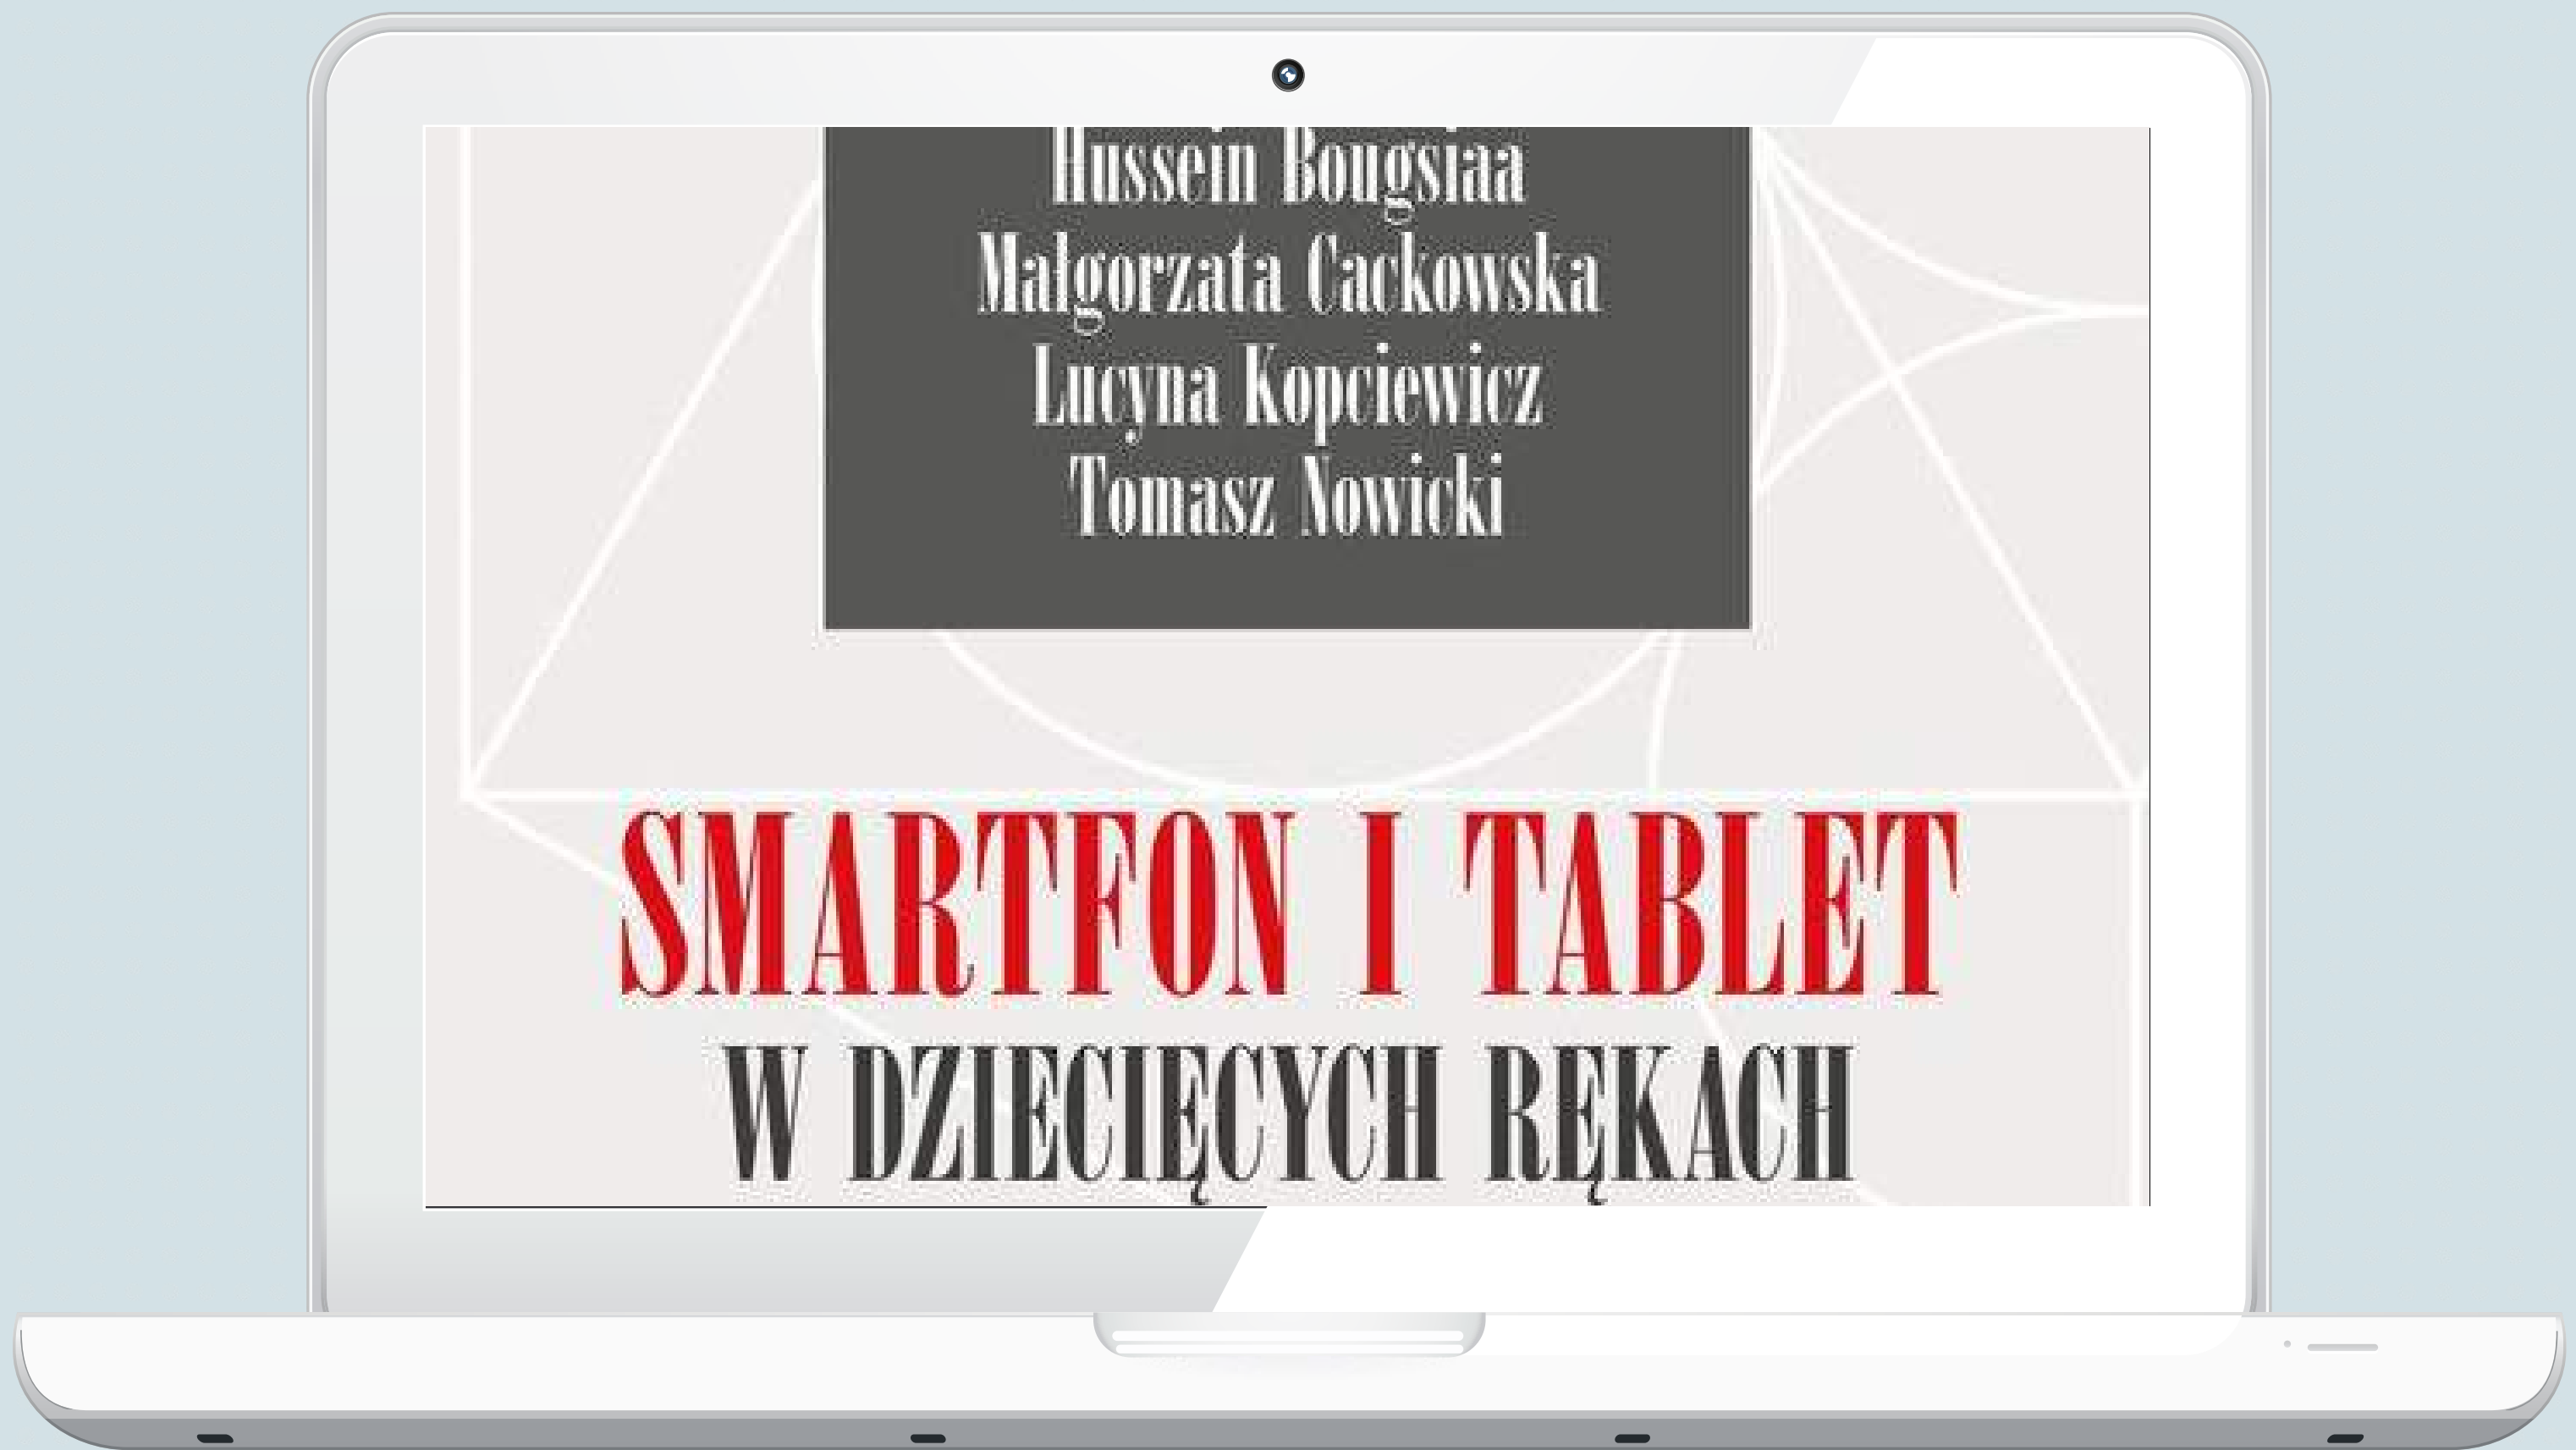 Hussein Bougsiaa
Małgorzata Cackowska
Lucyna Kopciewicz
Tomasz Nowicki
SMARTFON I TABLET
W DZIECIĘCYCH RĘKACH